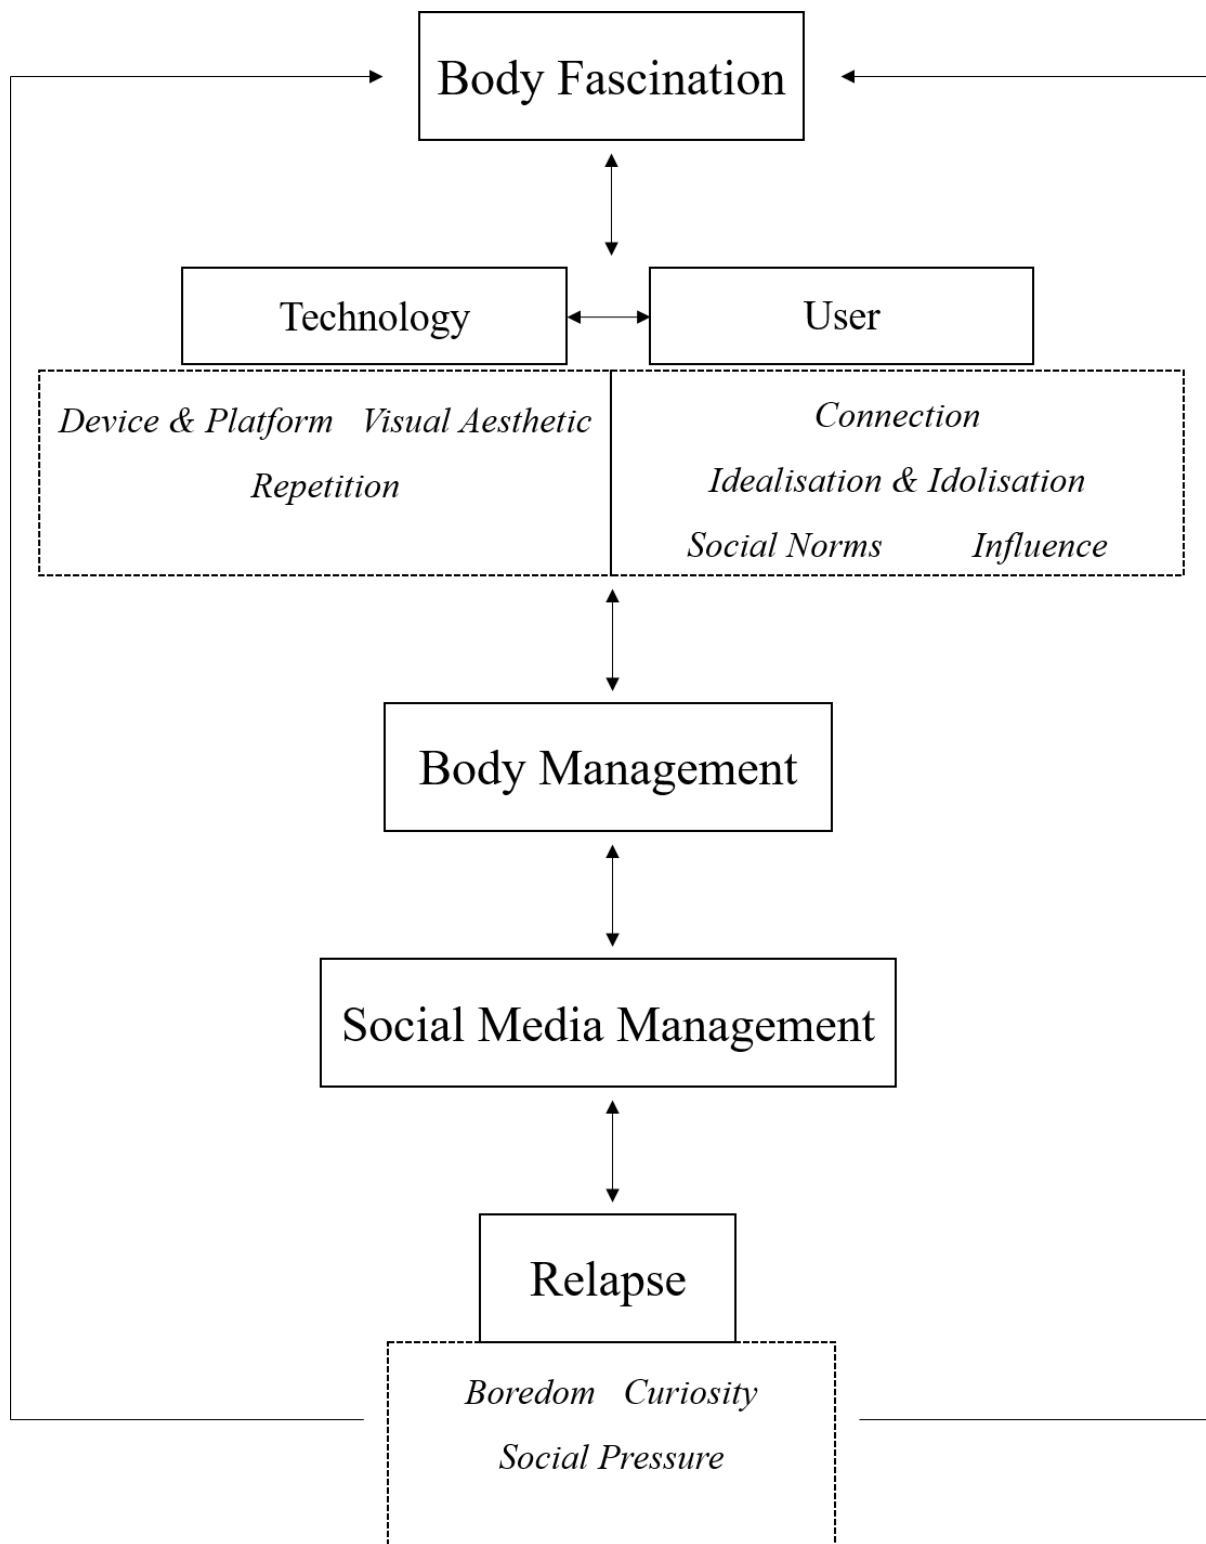 Body Fascination
Technology
User
Device & Platform Visual Aesthetic
Repetition
Connection
Idealisation & Idolisation
Social Norms Influence
Body Management
Social Media Management
Relapse
Boredom Curiosity
Social Pressure